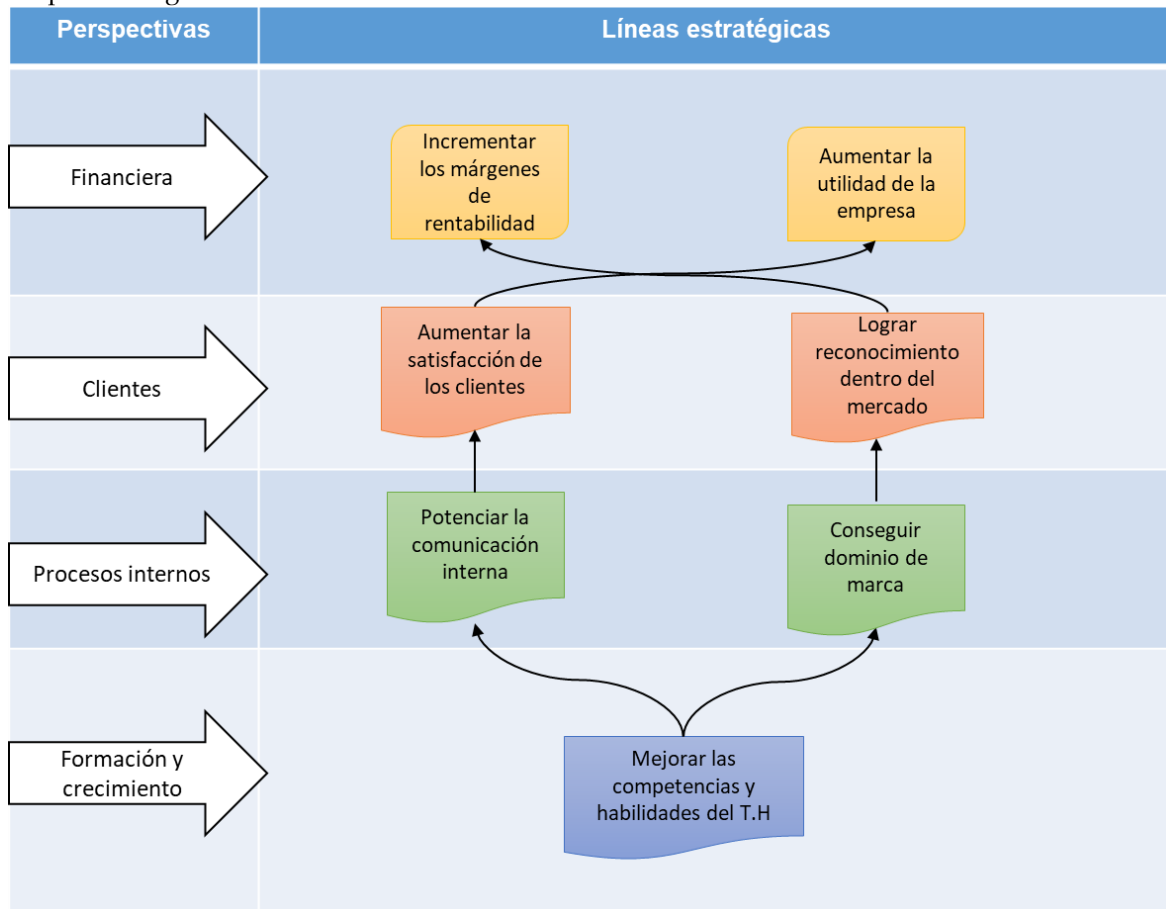 Perspectivas
Líneas estratégicas
Financiera
Incrementar
los márgenes
de
rentabilidad
Aumentar la
utilidad de la
empresa
Clientes
Aumentar la
satisfacción de
los clientes
Lograr
reconocimiento
dentro del
mercado
Procesos internos
Potenciar la
comunicación
interna
Conseguir
dominio de
marca
Formación y
crecimiento
Mejorar las
competencias y
habilidades del T.H